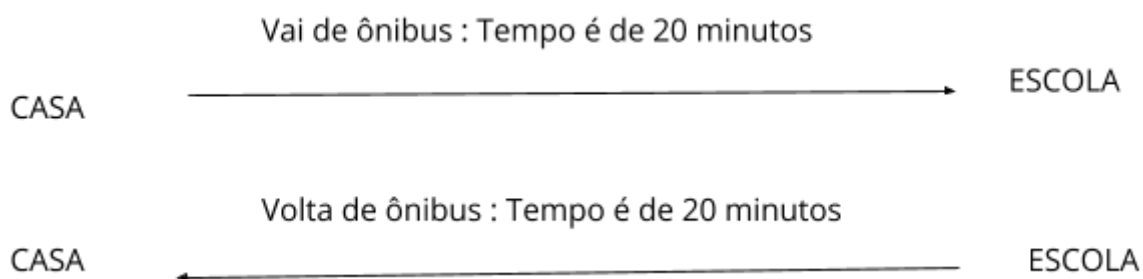 Vai de ônibus : Tempo é de 20 minutos
CASA
ESCOLA
Volta de ônibus : Tempo é de 20 minutos
CASA
ESCOLA